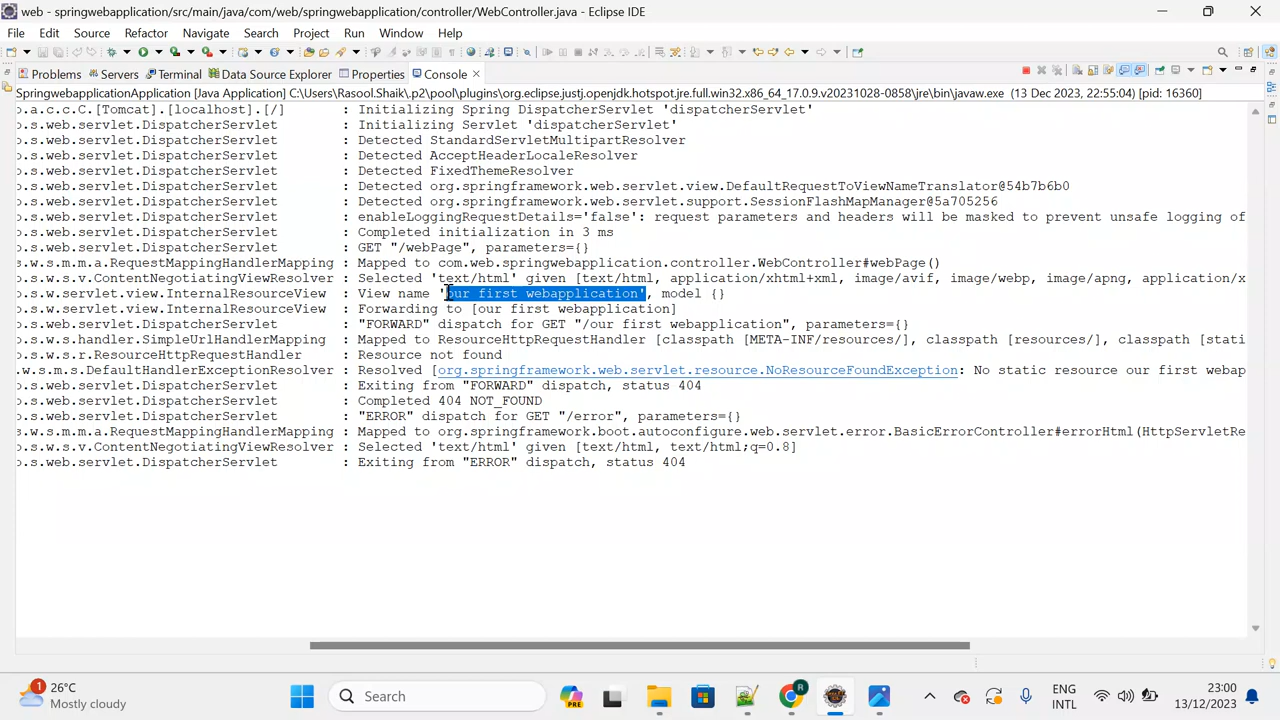 web - springwebapplication/src/main/java/com/web/springwebapplication/controller/WebController.java - Eclipse IDE
File Edit Source Refactor Navigate Search Project Run Window Help
Problems Servers Terminal Data Source Explorer Properties Console
SpringwebapplicationApplication [Java Application] C:\Users\Rasool.Shaik\.p2\pool\plugins\org.eclipse.justj.openjdk.hotspot.jre.full.win32.x86_64_17.0.9.v20231028-0858\jre\bin\javaw.exe (13 Dec 2023, 22:55:04) [pid: 16360]
o.a.c.c.C.[Tomcat].[localhost].[/] : Initializing Spring DispatcherServlet 'dispatcherServlet'
o.s.web.servlet.DispatcherServlet : Initializing Servlet 'dispatcherServlet'
o.s.web.servlet.DispatcherServlet : Detected StandardServletMultipartResolver
o.s.web.servlet.DispatcherServlet : Detected AcceptHeaderLocaleResolver
o.s.web.servlet.DispatcherServlet : Detected FixedThemeResolver
o.s.web.servlet.DispatcherServlet : Detected org.springframework.web.servlet.view.DefaultRequestToViewNameTranslator@54b7b6b0
o.s.web.servlet.DispatcherServlet : Detected org.springframework.web.servlet.support.SessionFlashMapManager@5a705256
o.s.web.servlet.DispatcherServlet : enableLoggingRequestDetails='false': request parameters and headers will be masked to prevent unsafe logging of
o.s.web.servlet.DispatcherServlet : Completed initialization in 3 ms
o.s.web.servlet.DispatcherServlet : GET "/webPage", parameters={}
s.w.s.m.m.a.RequestMappingHandlerMapping : Mapped to com.web.springwebapplication.controller.WebController#webPage()
o.s.w.s.v.ContentNegotiatingViewResolver : Selected 'text/html' given [text/html, application/xhtml+xml, image/avif, image/webp, image/apng, application/x
o.s.w.servlet.view.InternalResourceView : View name 'our first webapplication', model {}
o.s.w.servlet.view.InternalResourceView : Forwarding to [our first webapplication]
o.s.web.servlet.DispatcherServlet : "FORWARD" dispatch for GET "/our first webapplication", parameters={}
o.s.w.s.handler.SimpleUrlHandlerMapping : Mapped to ResourceHttpRequestHandler [classpath [META-INF/resources/], classpath [resources/], classpath [stati
o.s.w.s.r.ResourceHttpRequestHandler : Resource not found
.w.s.m.s.DefaultHandlerExceptionResolver : Resolved [org.springframework.web.servlet.resource.NoResourceFoundException: No static resource our first webap
o.s.web.servlet.DispatcherServlet : Exiting from "FORWARD" dispatch, status 404
o.s.web.servlet.DispatcherServlet : Completed 404 NOT_FOUND
o.s.web.servlet.DispatcherServlet : "ERROR" dispatch for GET "/error", parameters={}
s.w.s.m.m.a.RequestMappingHandlerMapping : Mapped to org.springframework.boot.autoconfigure.web.servlet.error.BasicErrorController#errorHtml(HttpServletRe
o.s.w.s.v.ContentNegotiatingViewResolver : Selected 'text/html' given [text/html, text/html;q=0.8]
o.s.web.servlet.DispatcherServlet : Exiting from "ERROR" dispatch, status 404
1 26°C
Mostly cloudy
Search
PRE
R
ENG
INTL
23:00
13/12/2023